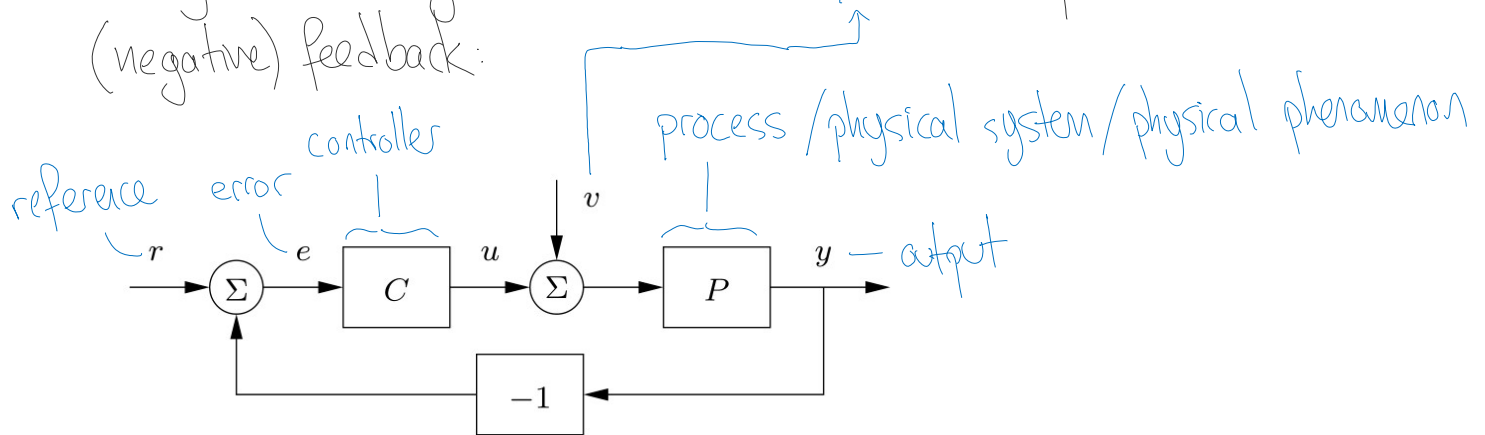 (negative) feedback:
process /physical system/physical phenomenon
controller
reference error
v
r e u y – output
Σ C Σ P
−1